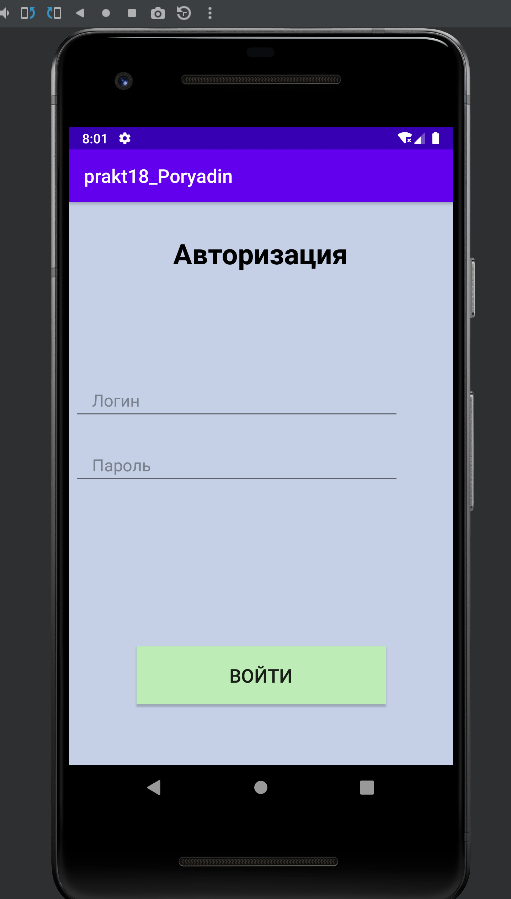 8:01
prakt18_Poryadin
Авторизация
Логин
Пароль
ВОЙТИ